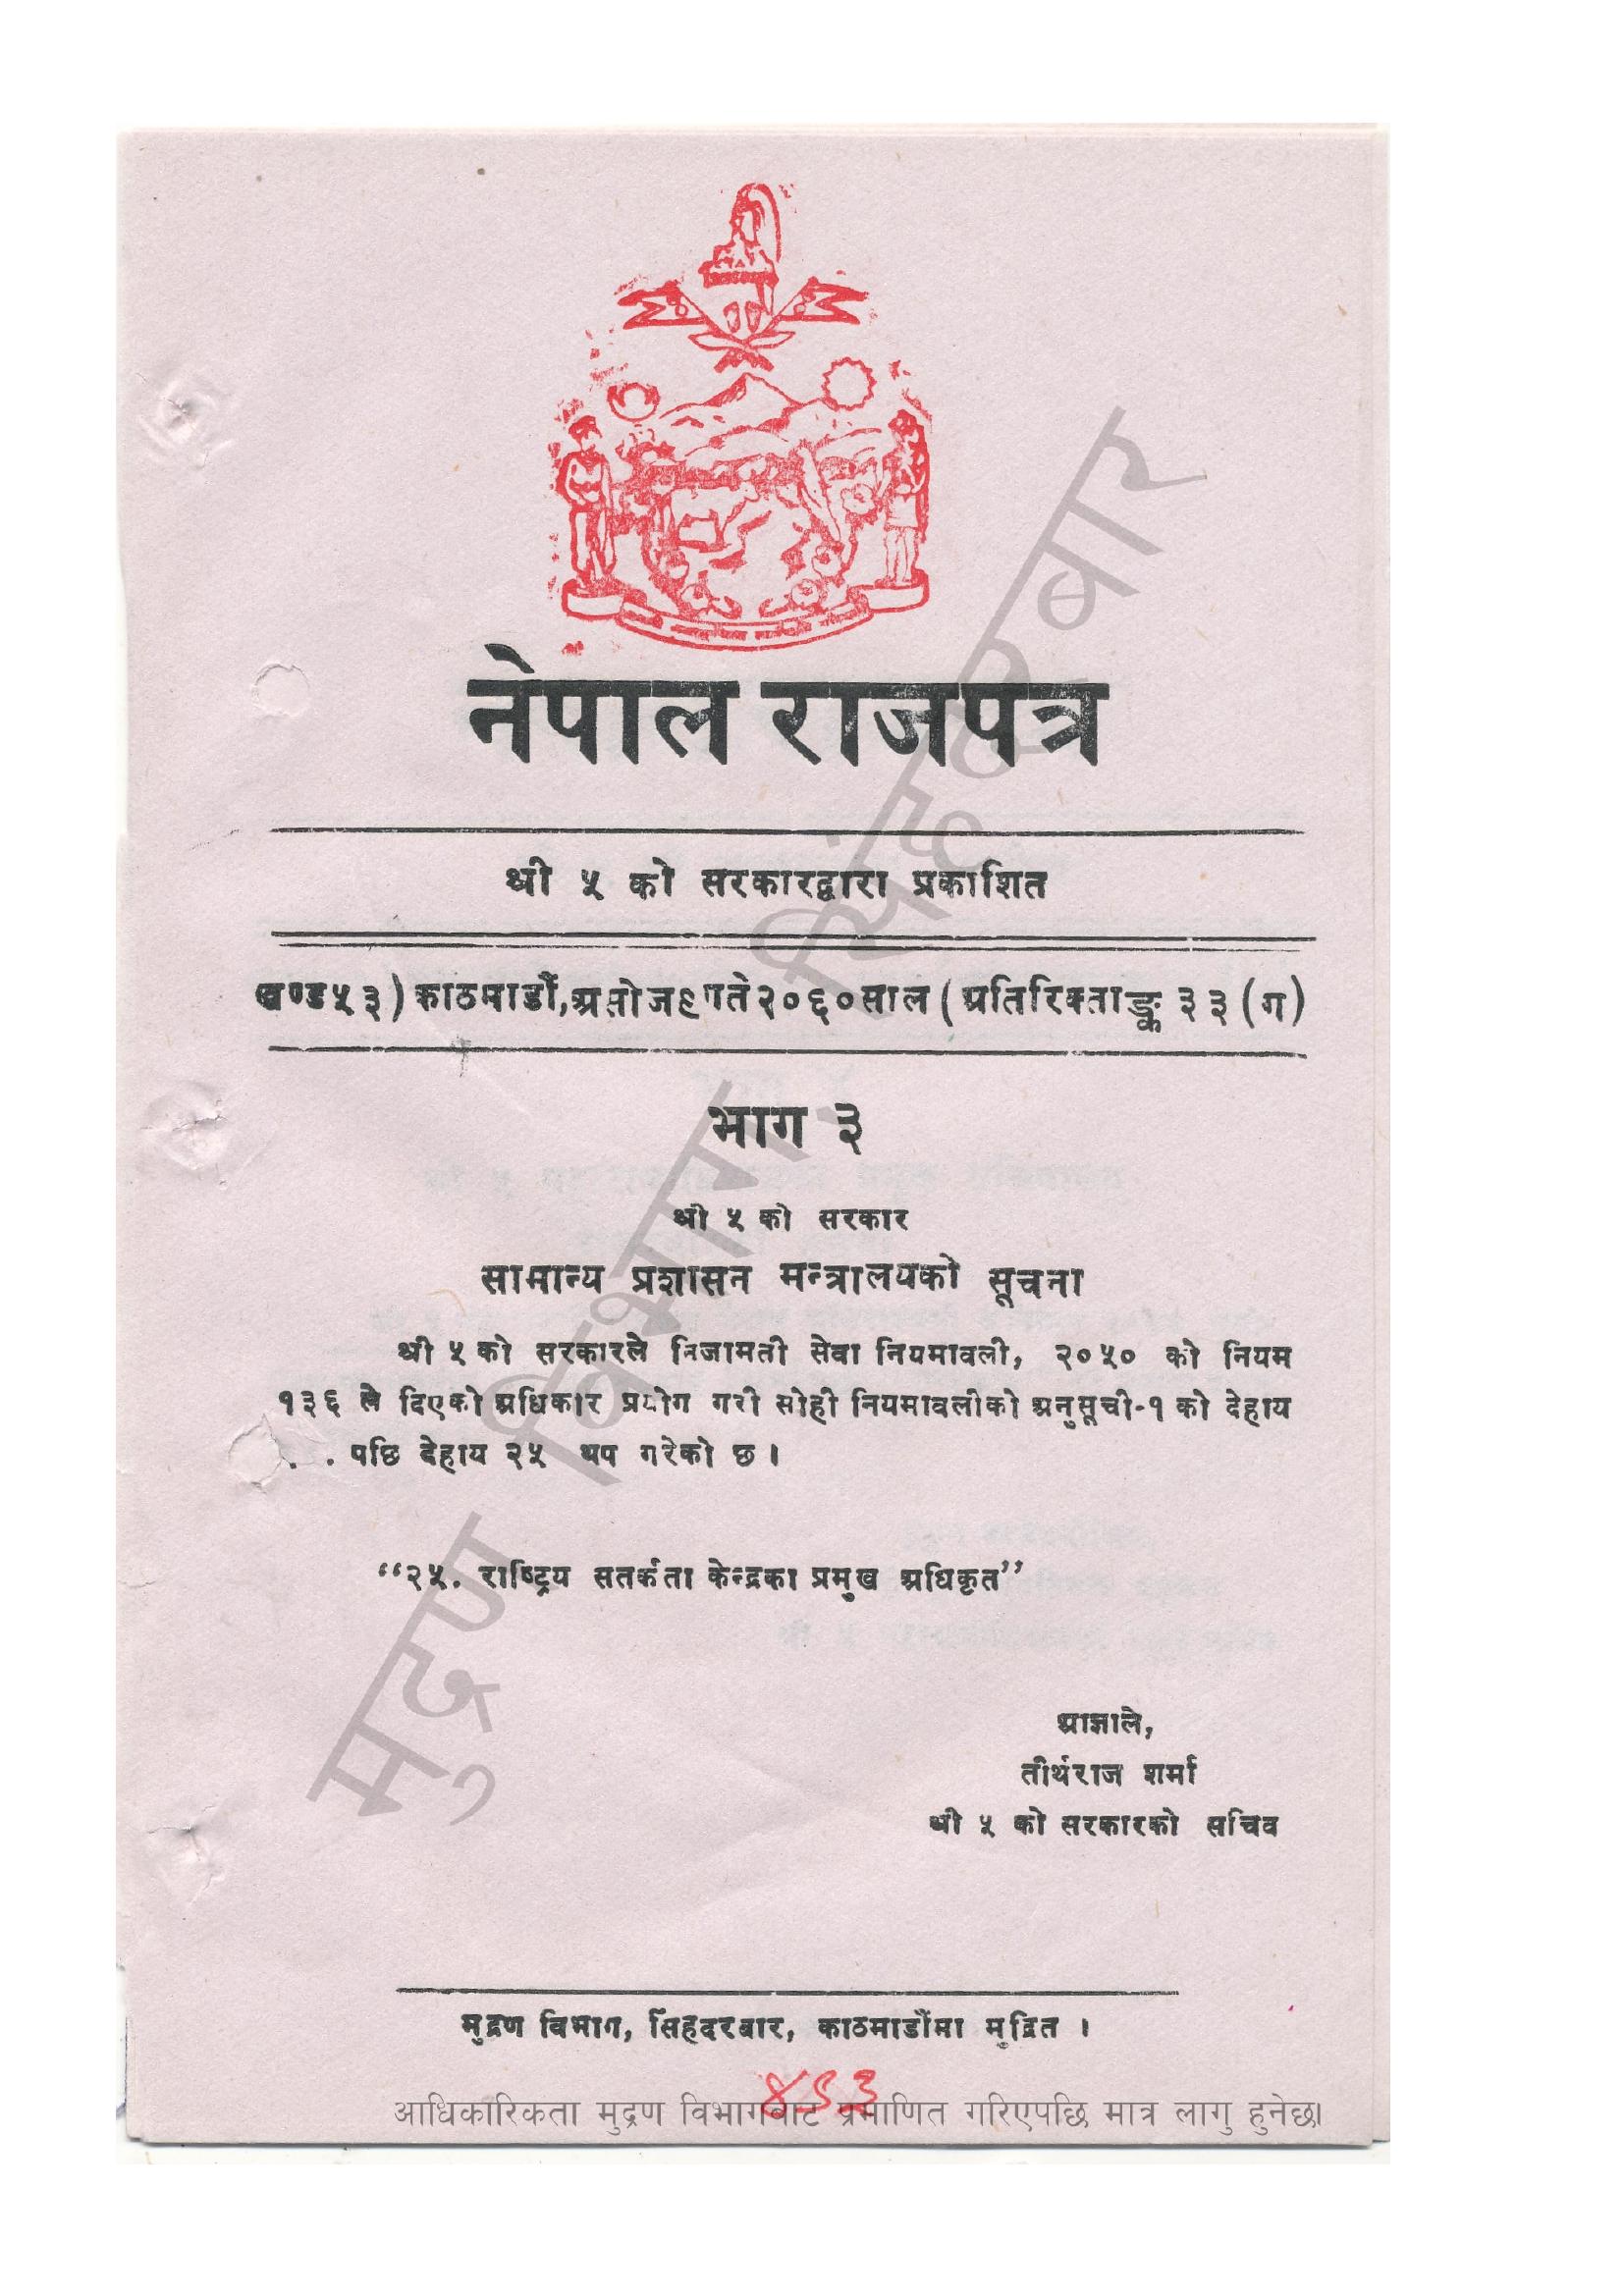 नेपाल राजपत्र
श्री ५ को सरकारद्वारा प्रकाशित
खण्ड ५३) काठमाडौं, असोज ९ गते २०६० साल (अतिरिक्ताङ्क ३३ (ग)
भाग ३
श्री ५ को सरकार
सामान्य प्रशासन मन्त्रालयको सूचना
श्री ५ को सरकारले निजामती सेवा नियमावली, २०५० को नियम
१३६ ले दिएको अधिकार प्रयोग गरी सोही नियमावलीको अनुसूची-१ को देहाय
पछि देहाय २५ थप गरेको छ ।
“२५. राष्ट्रिय सतर्कता केन्द्रका प्रमुख अधिकृत”
आज्ञाले,
तीर्थराज शर्मा
श्री ५ को सरकारको सचिव
मुद्रण विभाग, सिंहदरबार, काठमाडौंमा मुद्रित ।
आधिकारिकता मुद्रण विभागबाट प्रमाणित गरिएपछि मात्र लागु हुनेछ।
मुद्रण विभाग, सिंहदरबार